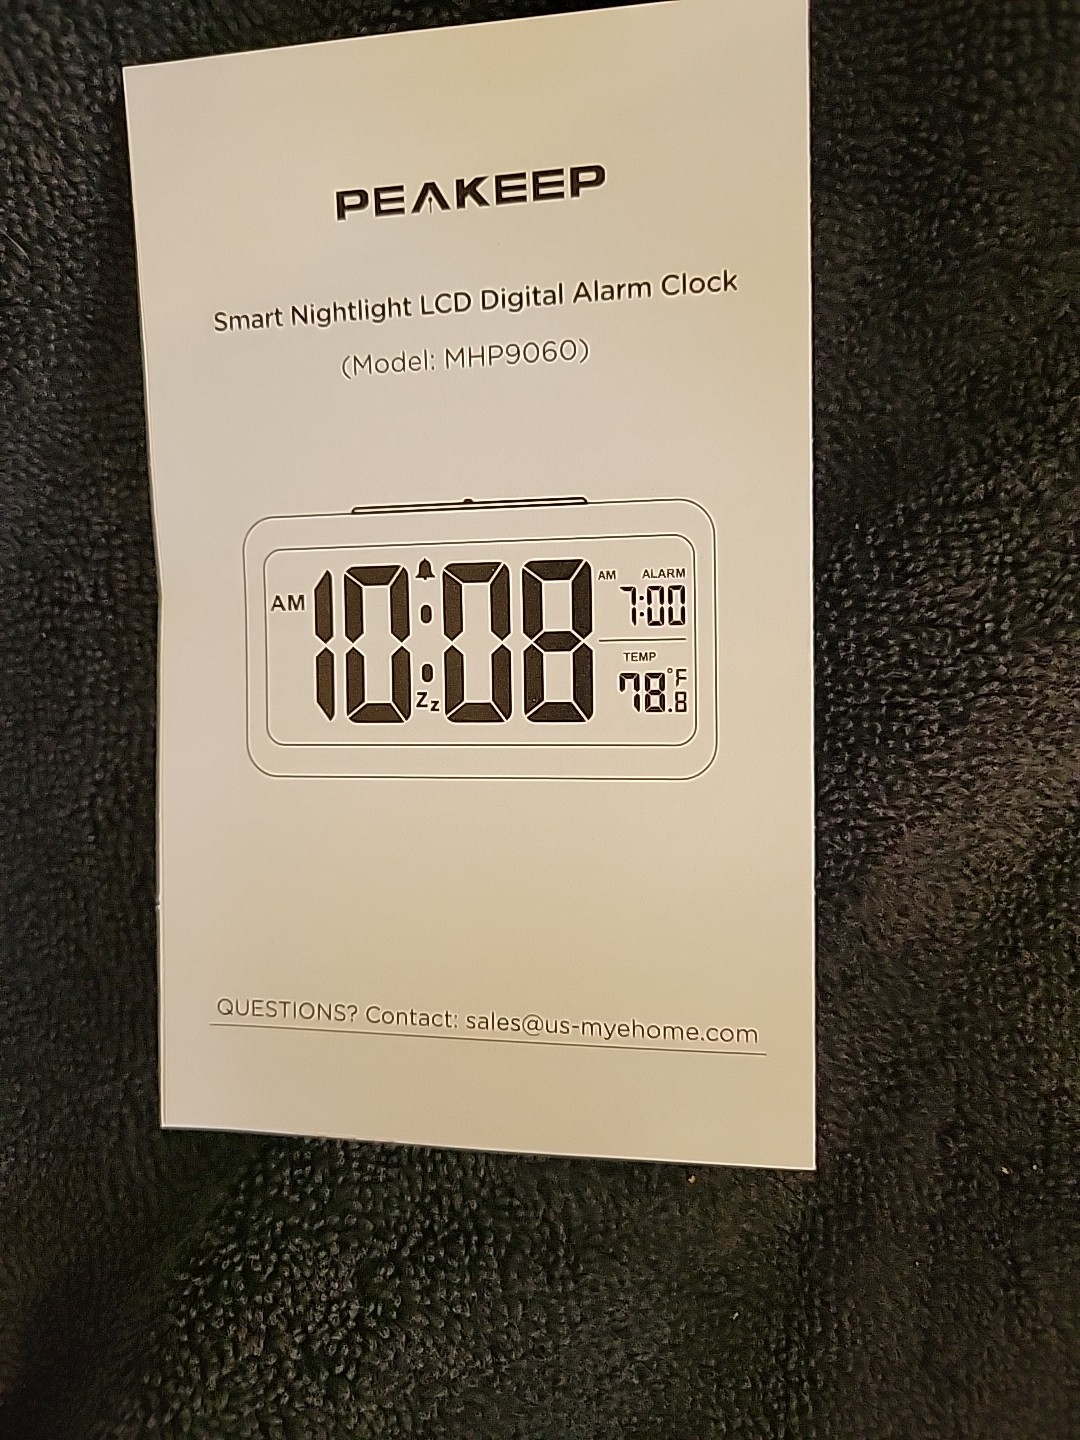 PEAKEEP
Smart Nightlight LCD Digital Alarm Clock
(Model: MHP9060)
AM 10:08 Zz
AM ALARM
7:00
TEMP
78.8°F
QUESTIONS? Contact: sales@us-myehome.com